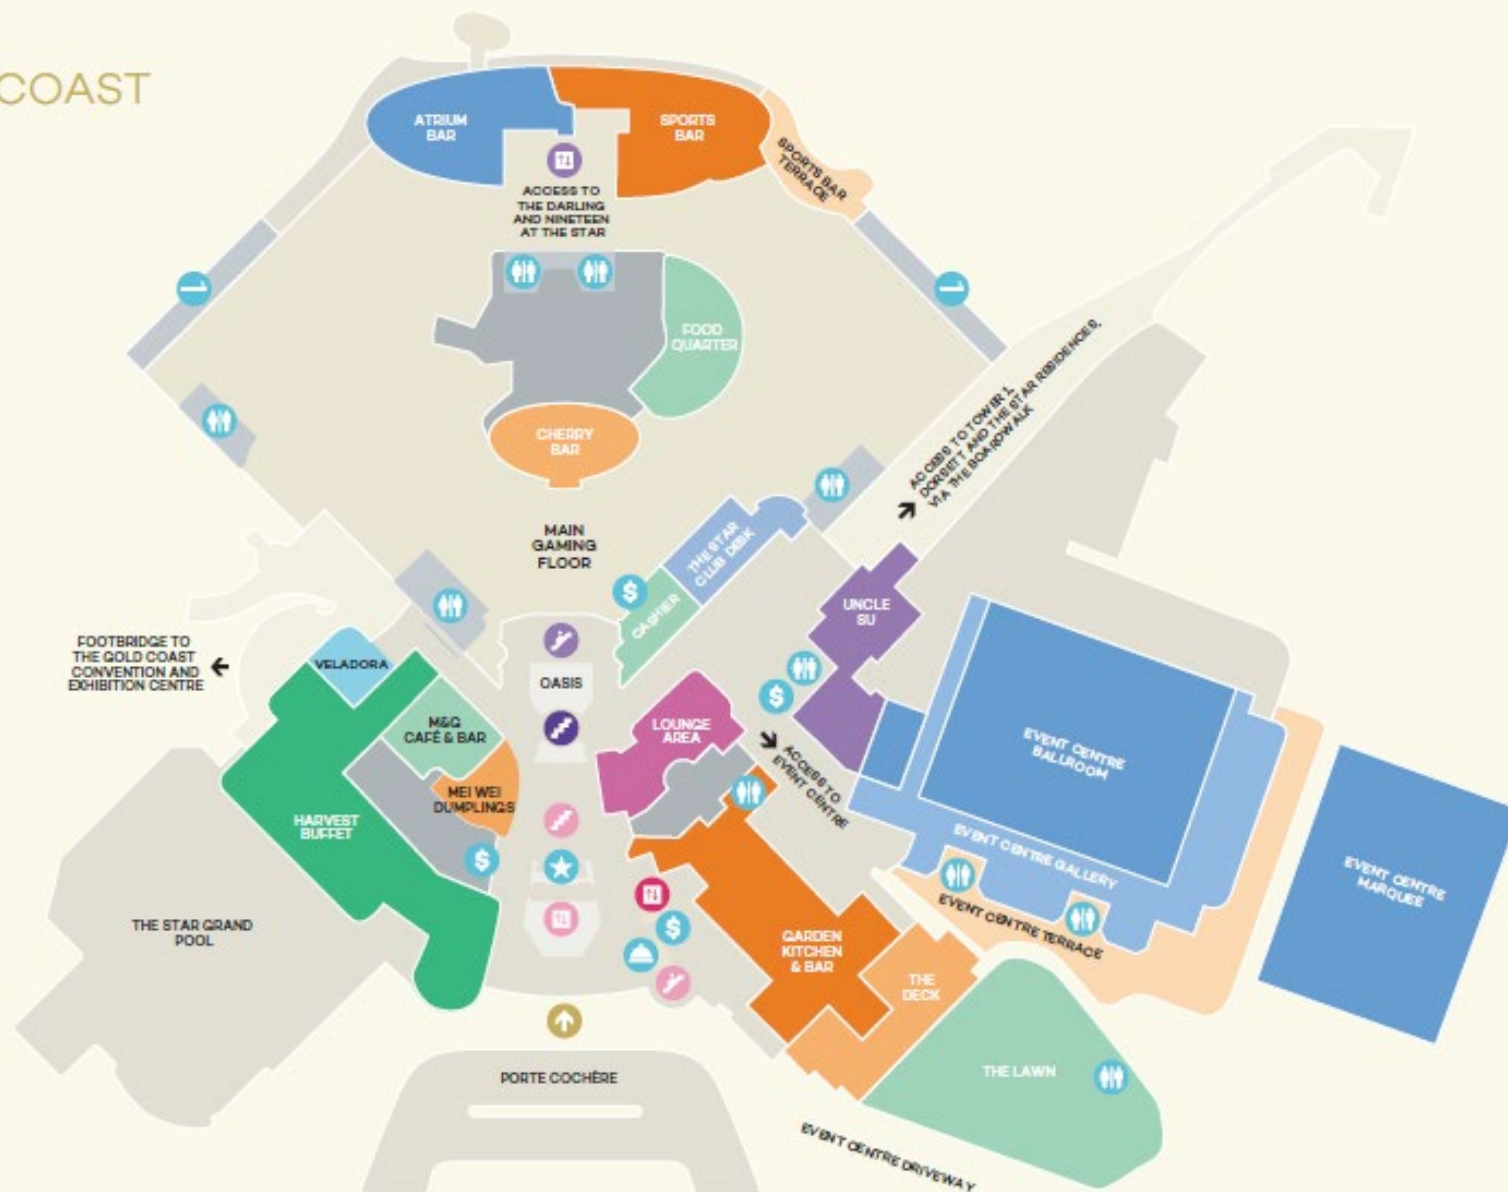 COAST
ATRIUM
BAR
SPORTS
BAR
SPORTS BAR
TERRACE
ACCESS TO
THE DARLING
AND NINETEEN
AT THE STAR
FOOD
QUARTER
CHERRY
BAR
ACCESS TO TOWER 1,
DORSETT AND THE STAR RESIDENCES,
VIA THE BOARDWALK
MAIN
GAMING
FLOOR
THE STAR
CLUB DESK
$
CASHIER
UNCLE
SU
FOOTBRIDGE TO
THE GOLD COAST
CONVENTION AND
EXHIBITION CENTRE
VELADORA
OASIS
$
M&G
CAFÉ & BAR
LOUNGE
AREA
ACCESS TO
EVENT CENTRE
EVENT CENTRE
BALLROOM
MEI WEI
DUMPLINGS
HARVEST
BUFFET
$
EVENT CENTRE GALLERY
EVENT CENTRE
MARQUEE
THE STAR GRAND
POOL
$
GARDEN
KITCHEN
& BAR
THE
DECK
EVENT CENTRE TERRACE
PORTE COCHÈRE
THE LAWN
EVENT CENTRE DRIVEWAY